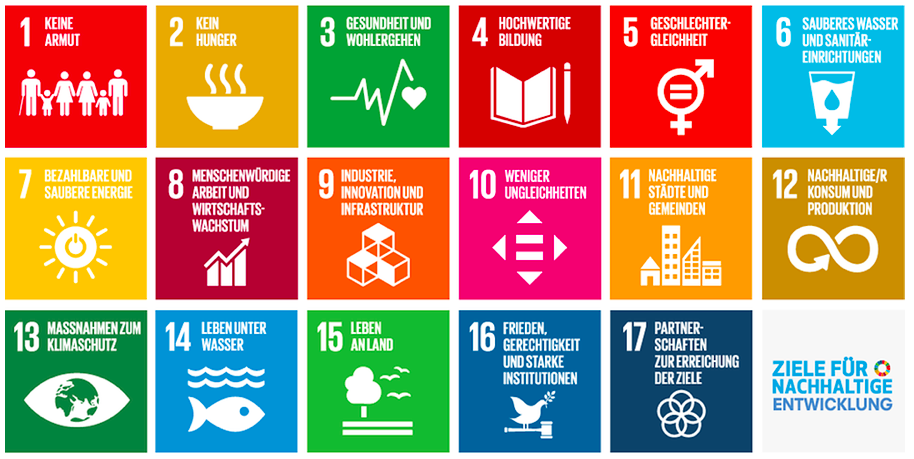 1 KEINE
ARMUT
2 KEIN
HUNGER
3 GESUNDHEIT UND
WOHLERGEHEN
4 HOCHWERTIGE
BILDUNG
5 GESCHLECHTER-
GLEICHHEIT
6 SAUBERES WASSER
UND SANITÄR-
EINRICHTUNGEN
7 BEZAHLBARE UND
SAUBERE ENERGIE
8 MENSCHENWÜRDIGE
ARBEIT UND
WIRTSCHAFTS-
WACHSTUM
9 INDUSTRIE,
INNOVATION UND
INFRASTRUKTUR
10 WENIGER
UNGLEICHHEITEN
11 NACHHALTIGE
STÄDTE UND
GEMEINDEN
12 NACHHALTIGE/R
KONSUM UND
PRODUKTION
13 MASSNAHMEN ZUM
KLIMASCHUTZ
14 LEBEN UNTER
WASSER
15 LEBEN
AN LAND
16 FRIEDEN,
GERECHTIGKEIT
UND STARKE
INSTITUTIONEN
17 PARTNER-
SCHAFTEN
ZUR ERREICHUNG
DER ZIELE
ZIELE FÜR
NACHHALTIGE
ENTWICKLUNG